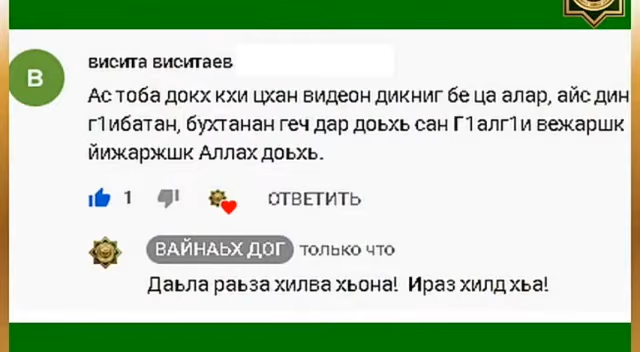 висита виситаев
В
Ас тоба докх кхи цхан видеон дикниг бе ца алар, айс дин
г1ибатан, бухтанан геч дар доьхь сан Г1алг1и вежаршк
йижаржшк Аллах доьхь.
1
ОТВЕТИТЬ
ВАЙНАЬХ ДОГ только что
Даьла раьза хилва хьона! Ираз хилд хьа!